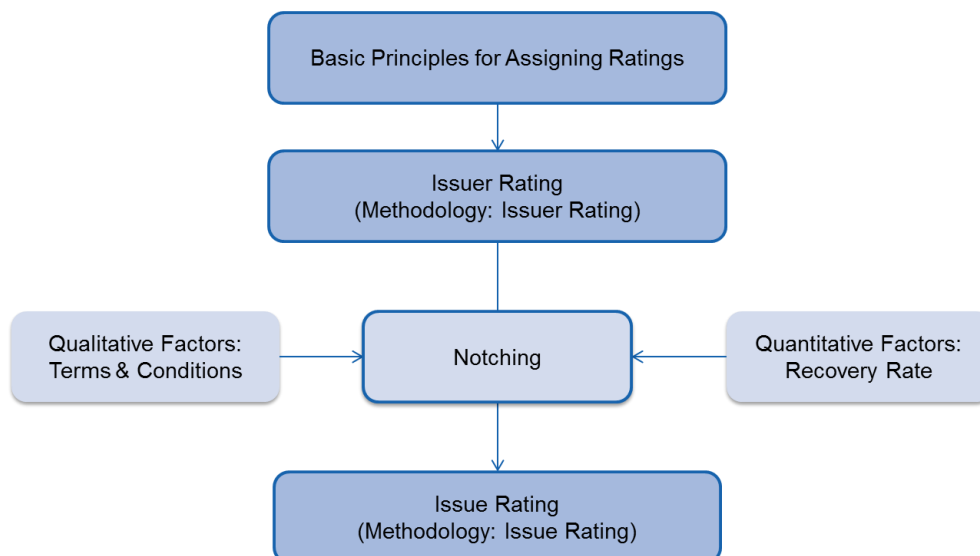 Basic Principles for Assigning Ratings
Issuer Rating
(Methodology: Issuer Rating)
Qualitative Factors:
Terms & Conditions
Notching
Quantitative Factors:
Recovery Rate
Issue Rating
(Methodology: Issue Rating)